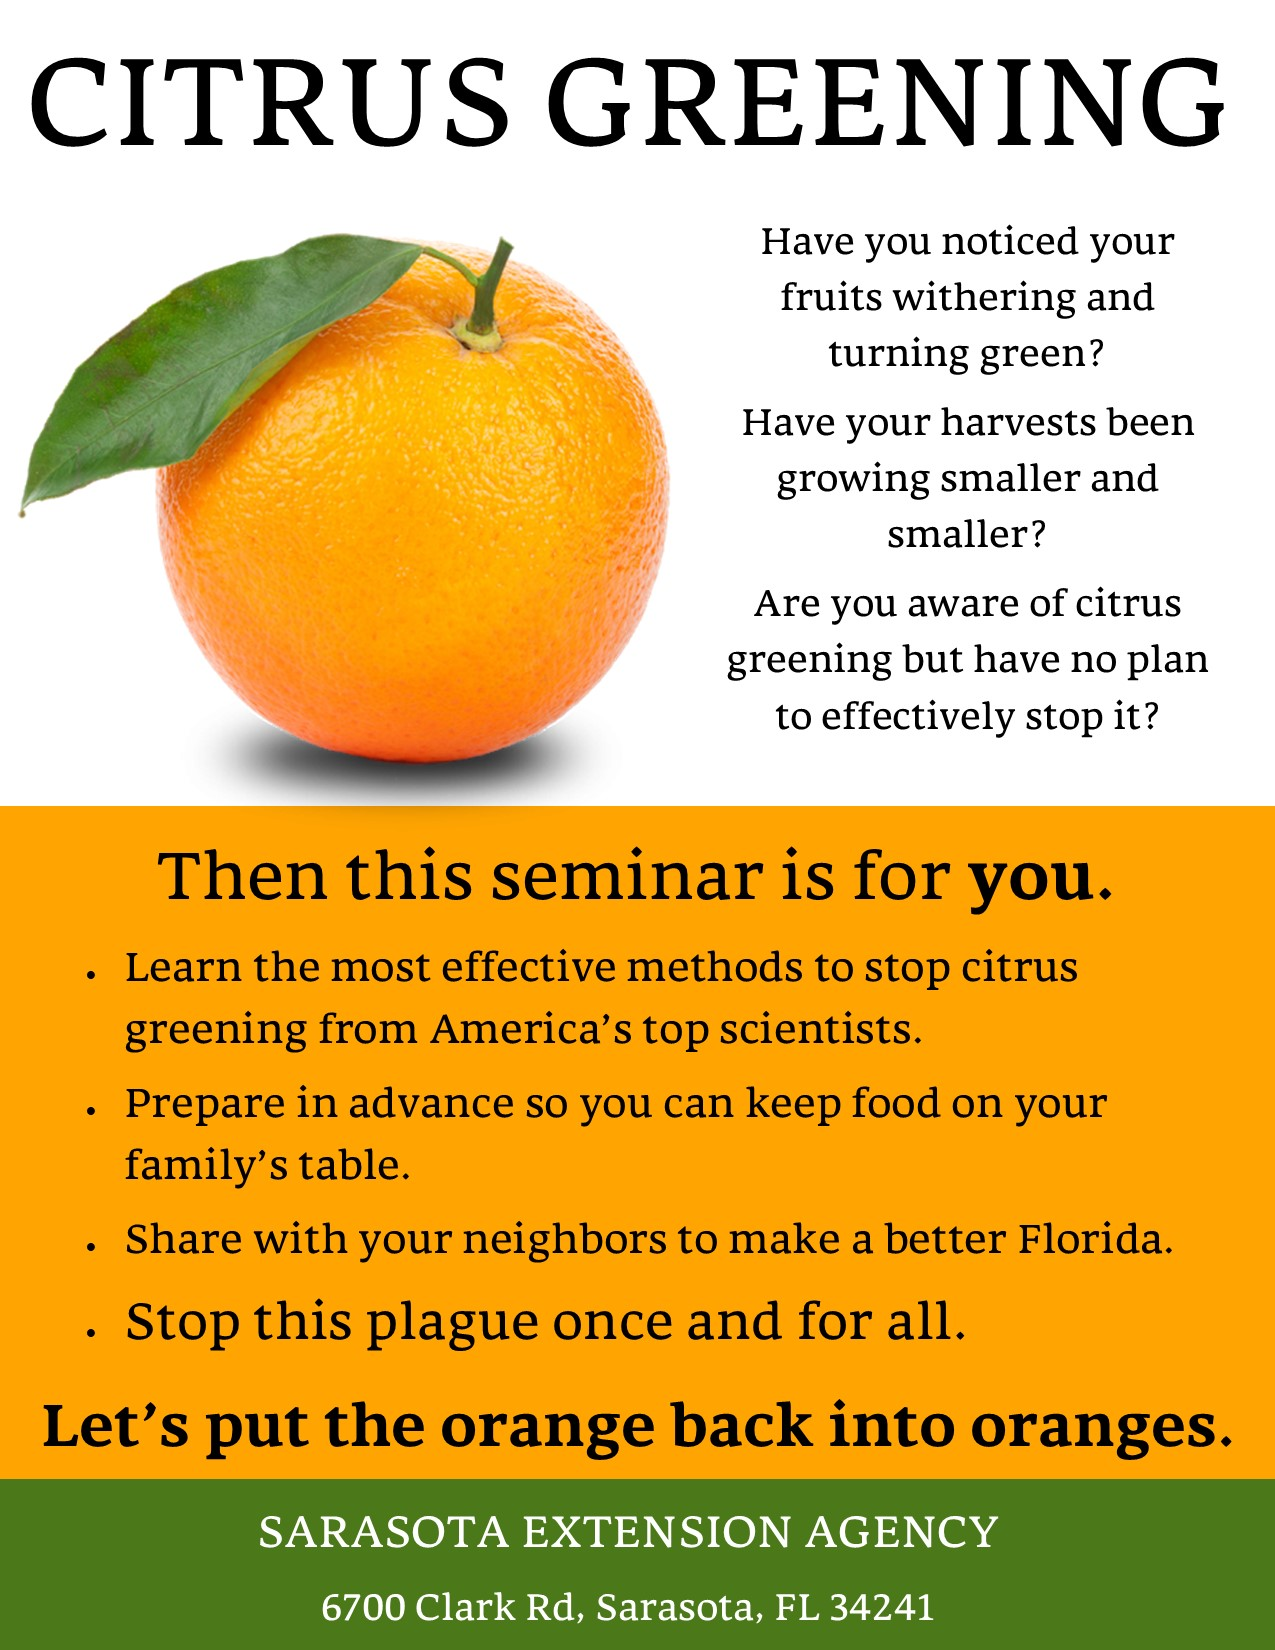 CITRUS GREENING
Have you noticed your
fruits withering and
turning green?
Have your harvests been
growing smaller and
smaller?
Are you aware of citrus
greening but have no plan
to effectively stop it?
Then this seminar is for you.
• Learn the most effective methods to stop citrus
greening from America’s top scientists.
• Prepare in advance so you can keep food on your
family’s table.
• Share with your neighbors to make a better Florida.
• Stop this plague once and for all.
Let’s put the orange back into oranges.
SARASOTA EXTENSION AGENCY
6700 Clark Rd, Sarasota, FL 34241